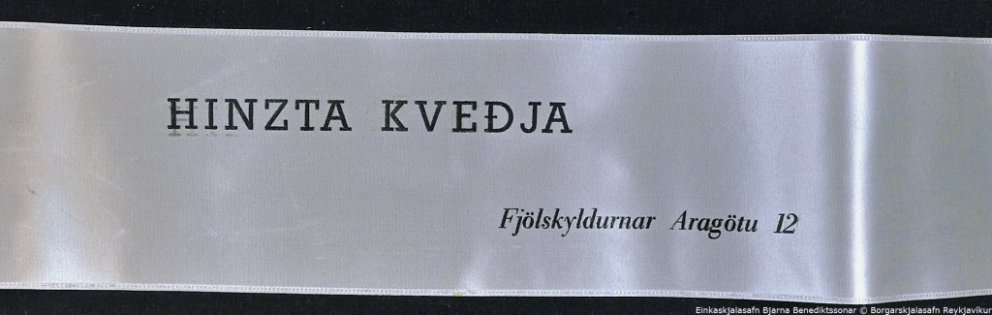 HINZTA KVEÐJA
Fjölskyldurnar Aragötu 12
Einkaskjalasafn Bjarna Benediktssonar © Borgarskjalasafn Reykjavíkur